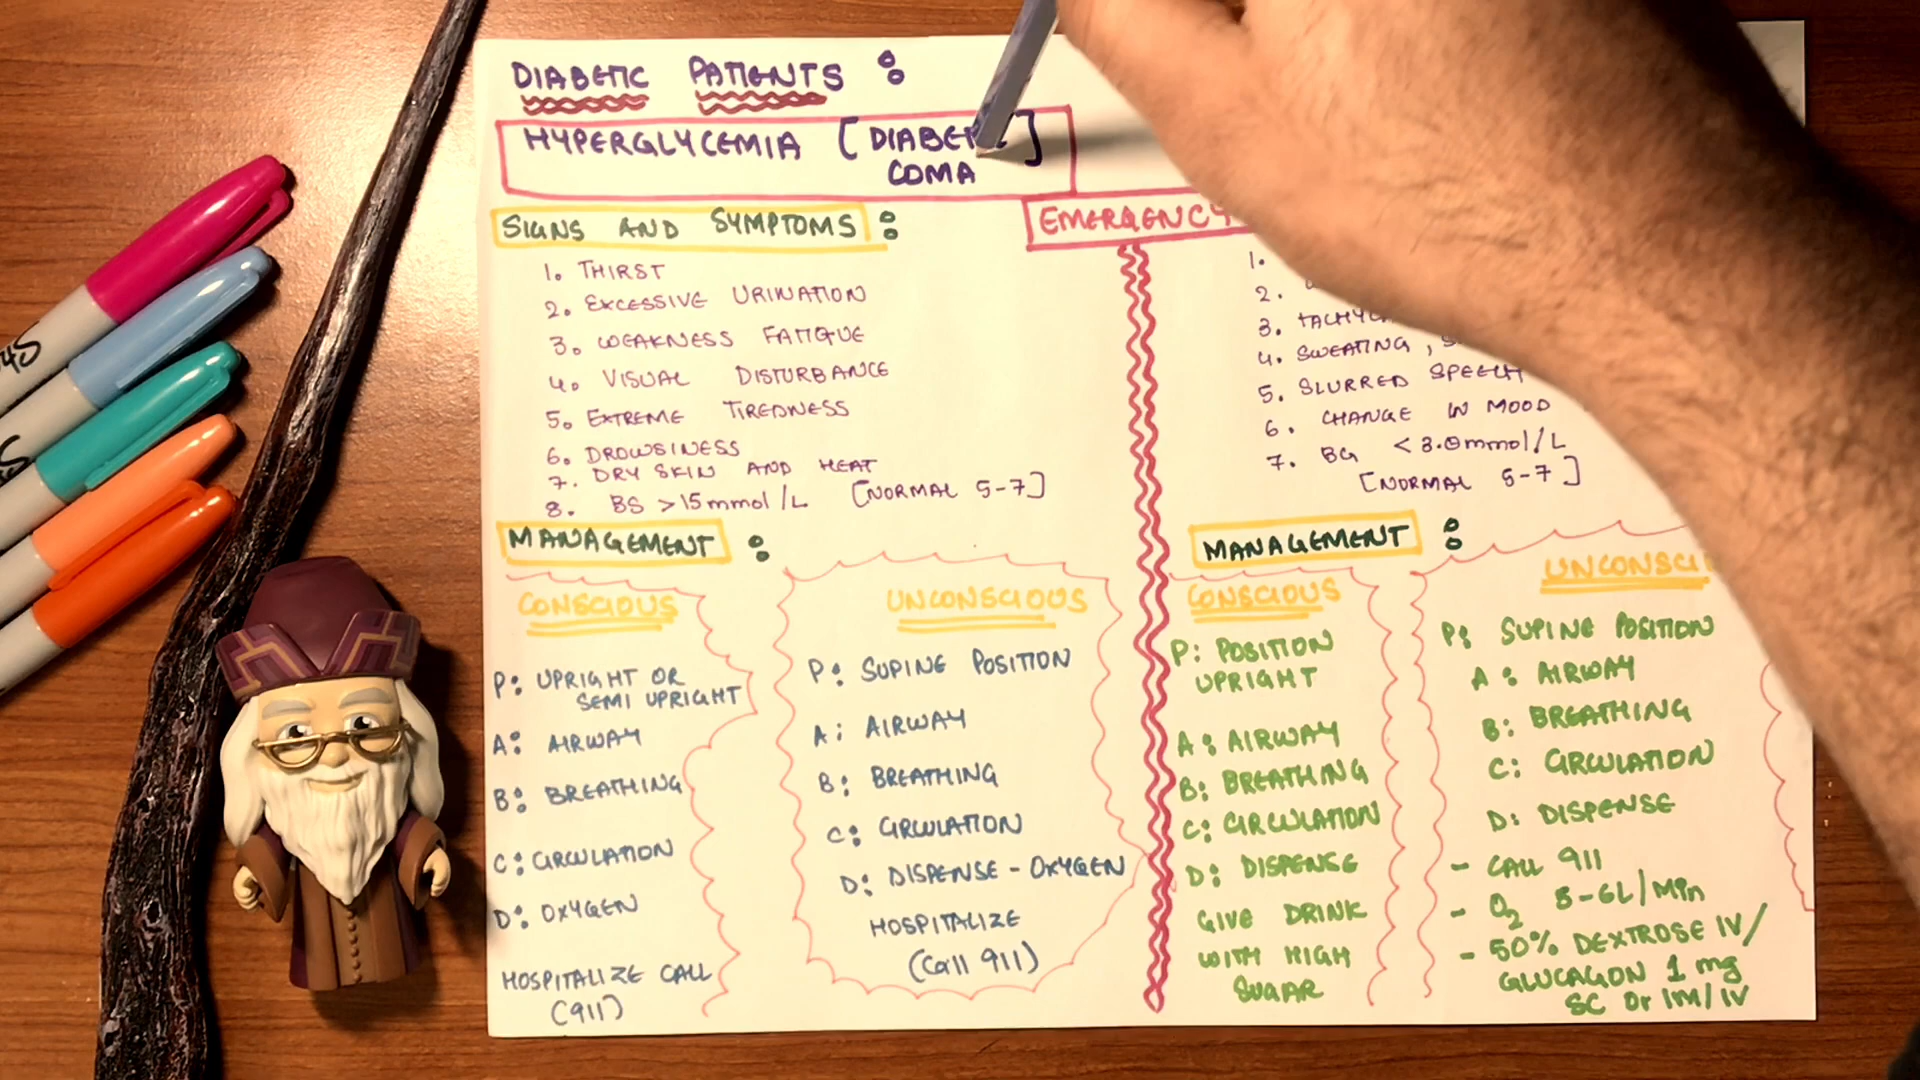 DIABETIC PATIENTS :
HYPERGLYCEMIA [DIABETIC
COMA]
SIGNS AND SYMPTOMS :
1. THIRST
2. EXCESSIVE URINATION
3. WEAKNESS FATIGUE
4. VISUAL DISTURBANCE
5. EXTREME TIREDNESS
6. DROWSINESS
7. DRY SKIN AND HEAT
8. BS >15mmol/L [NORMAL 5-7]
MANAGEMENT :
CONSCIOUS
P: UPRIGHT OR
SEMI UPRIGHT
A: AIRWAY
B: BREATHING
C: CIRCULATION
D: OXYGEN
HOSPITALIZE CALL
(911)
UNCONSCIOUS
P: SUPINE POSITION
A: AIRWAY
B: BREATHING
C: CIRCULATION
D: DISPENSE - OXYGEN
HOSPITALIZE
(Call 911)
EMERGENCY
1.
2.
3.
4. SWEATING,
5. SLURRED SPEECH
6. CHANGE IN MOOD
7. BG < 3.0mmol/L
[NORMAL 5-7]
MANAGEMENT :
CONSCIOUS
P: POSITION
UPRIGHT
A: AIRWAY
B: BREATHING
C: CIRCULATION
D: DISPENSE
GIVE DRINK
WITH HIGH
SUGAR
P: SUPINE POSITION
A: AIRWAY
B: BREATHING
C: CIRCULATION
D: DISPENSE
- CALL 911
- O2 5-6L/MIn
- 50% DEXTROSE IV/
GLUCAGON 1 mg
SC Or IM/IV